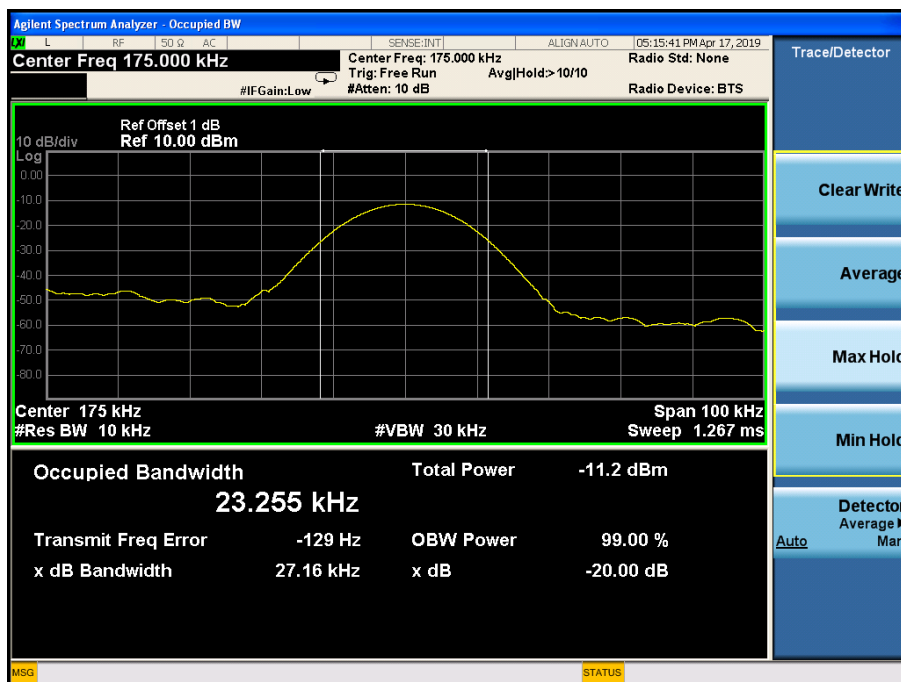 Agilent Spectrum Analyzer - Occupied BW
LXI L RF 50 Ω AC SENSE:INT ALIGN AUTO 05:15:41 PM Apr 17, 2019
Center Freq 175.000 kHz
Center Freq: 175.000 kHz
Radio Std: None
Trig: Free Run Avg|Hold:>10/10
#IFGain:Low
#Atten: 10 dB
Radio Device: BTS
Trace/Detector
Ref Offset 1 dB
10 dB/div Ref 10.00 dBm
Log
0.00
-10.0
-20.0
-30.0
-40.0
-50.0
-60.0
-70.0
-80.0
Center 175 kHz Span 100 kHz
#Res BW 10 kHz #VBW 30 kHz Sweep 1.267 ms
Occupied Bandwidth Total Power -11.2 dBm
23.255 kHz
Transmit Freq Error -129 Hz OBW Power 99.00 %
x dB Bandwidth 27.16 kHz x dB -20.00 dB
Clear Write
Average
Max Hold
Min Hold
Detector
Average
Auto Man
MSG STATUS